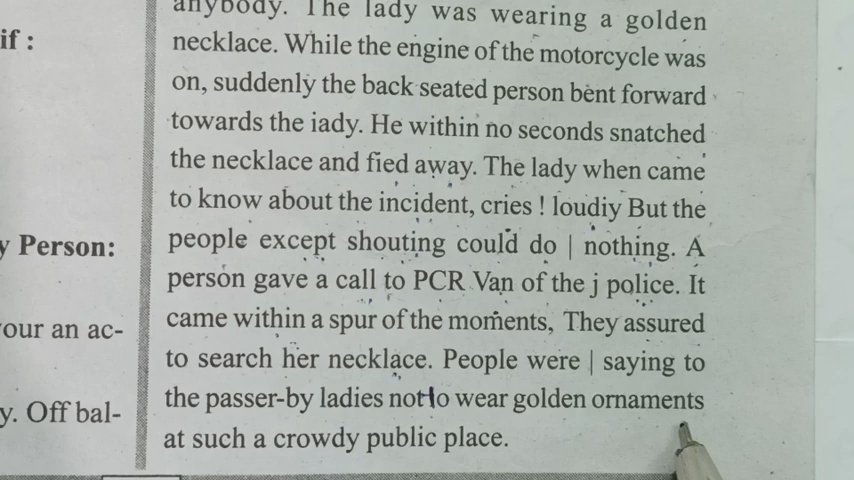 anybody. The lady was wearing a golden
if :
necklace. While the engine of the motorcycle was
on, suddenly the back seated person bent forward
towards the iady. He within no seconds snatched
the necklace and fied away. The lady when came
to know about the incident, cries ! loudiy But the
y Person:
people except shouting could do | nothing. A
person gave a call to PCR Van of the j police. It
our an ac-
came within a spur of the moments, They assured
to search her necklace. People were | saying to
y. Off bal-
the passer-by ladies not to wear golden ornaments
at such a crowdy public place.